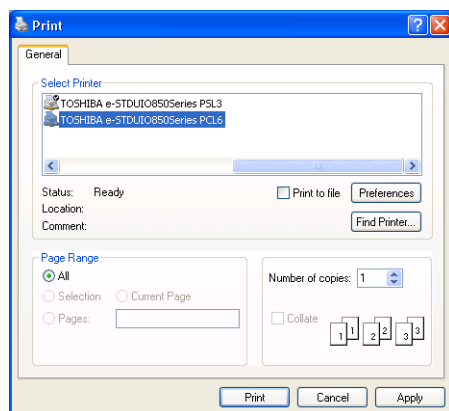 Print
General
Select Printer
TOSHIBA e-STDUIO850Series PSL3
TOSHIBA e-STDUIO850Series PCL6
Status: Ready
Print to file
Preferences
Location:
Comment:
Find Printer...
Page Range
All
Selection
Current Page
Pages:
Number of copies: 1
Collate
1 1 2 2 3 3
Print
Cancel
Apply